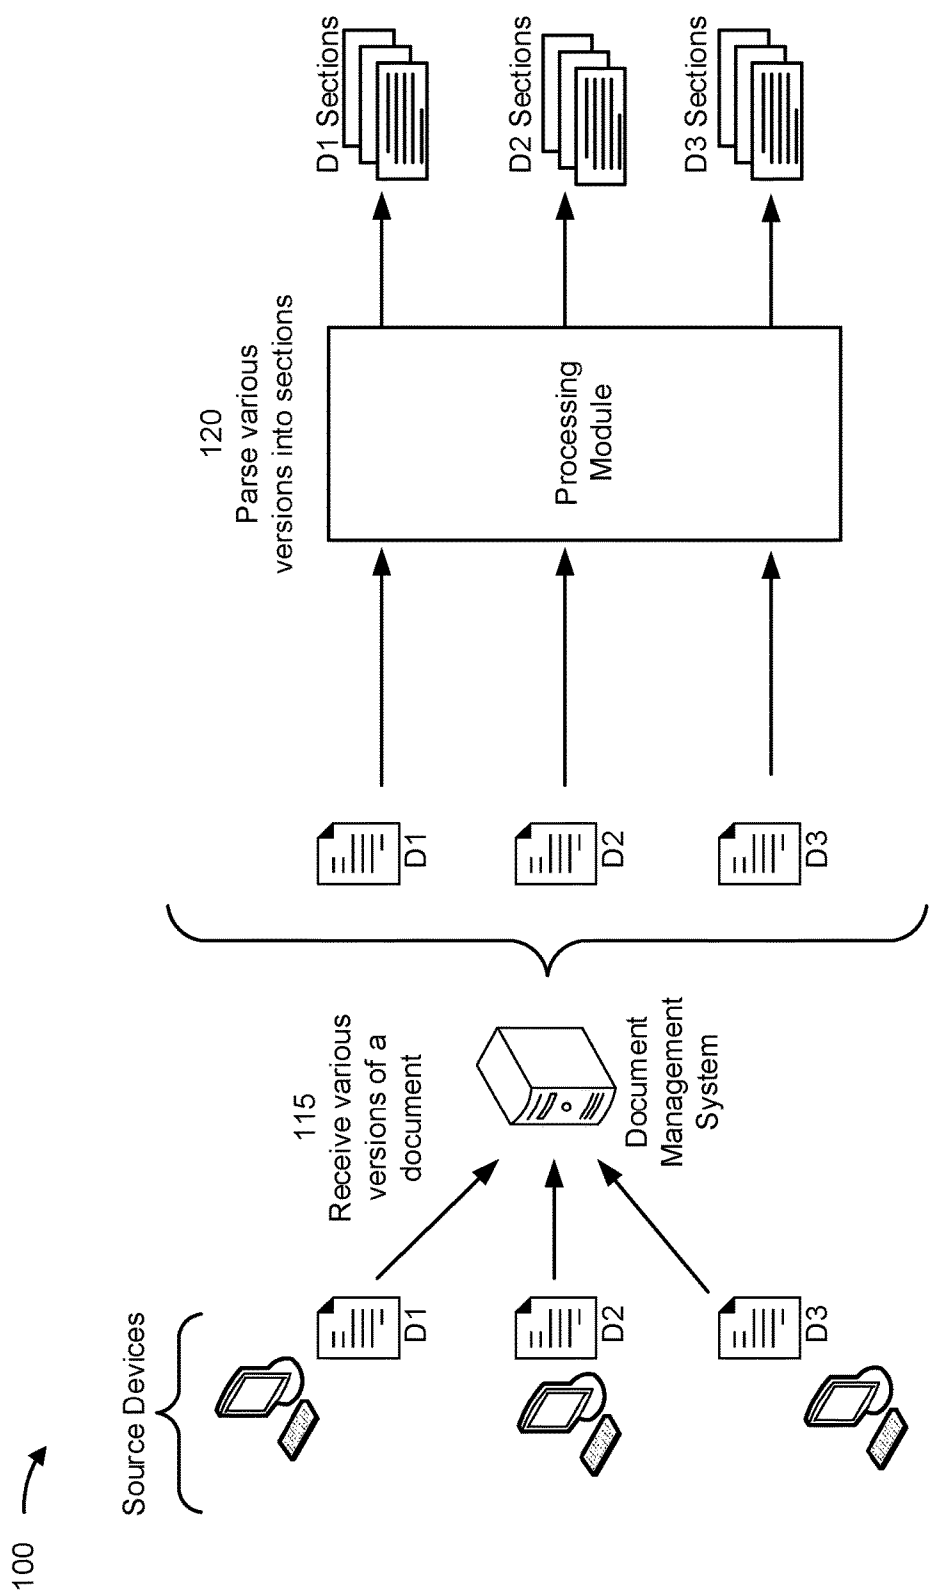 100
Source Devices
D1
D2
D3
115
Receive various
versions of a
document
Document
Management
System
D1
D2
D3
120
Parse various
versions into sections
Processing
Module
D1 Sections
D2 Sections
D3 Sections